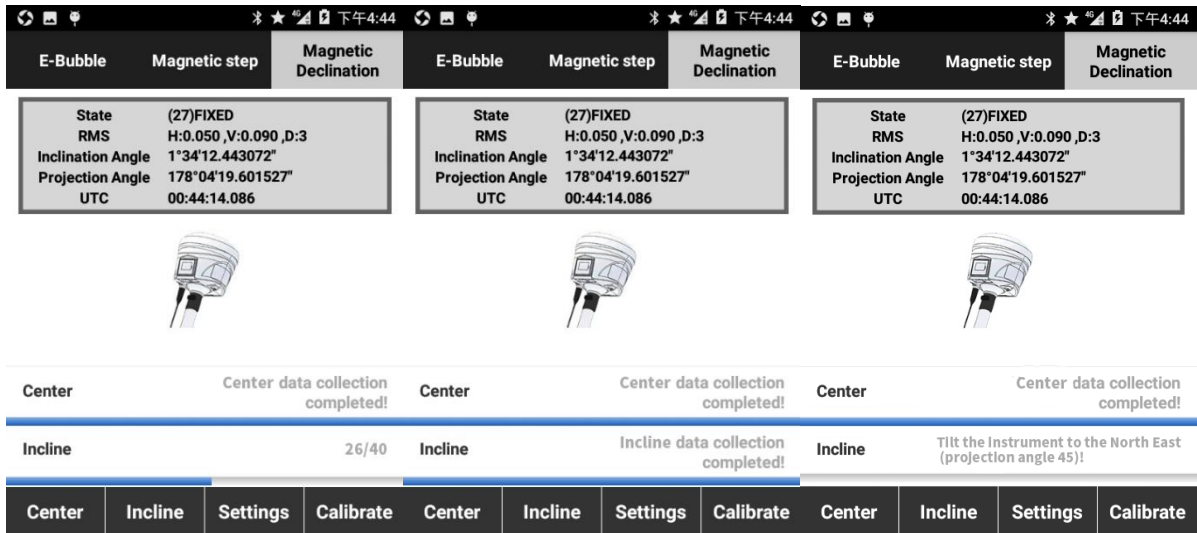 4G 下午4:44
E-Bubble Magnetic step Magnetic Declination
State (27)FIXED
RMS H:0.050 ,V:0.090 ,D:3
Inclination Angle 1°34'12.443072"
Projection Angle 178°04'19.601527"
UTC 00:44:14.086
Center Center data collection
completed!
Incline 26/40
Center Incline Settings Calibrate
4G 下午4:44
E-Bubble Magnetic step Magnetic Declination
State (27)FIXED
RMS H:0.050 ,V:0.090 ,D:3
Inclination Angle 1°34'12.443072"
Projection Angle 178°04'19.601527"
UTC 00:44:14.086
Center Center data collection
completed!
Incline Incline data collection
completed!
Center Incline Settings Calibrate
4G 下午4:44
E-Bubble Magnetic step Magnetic Declination
State (27)FIXED
RMS H:0.050 ,V:0.090 ,D:3
Inclination Angle 1°34'12.443072"
Projection Angle 178°04'19.601527"
UTC 00:44:14.086
Center Center data collection
completed!
Incline Tilt the instrument to the North East
(projection angle 45)!
Center Incline Settings Calibrate